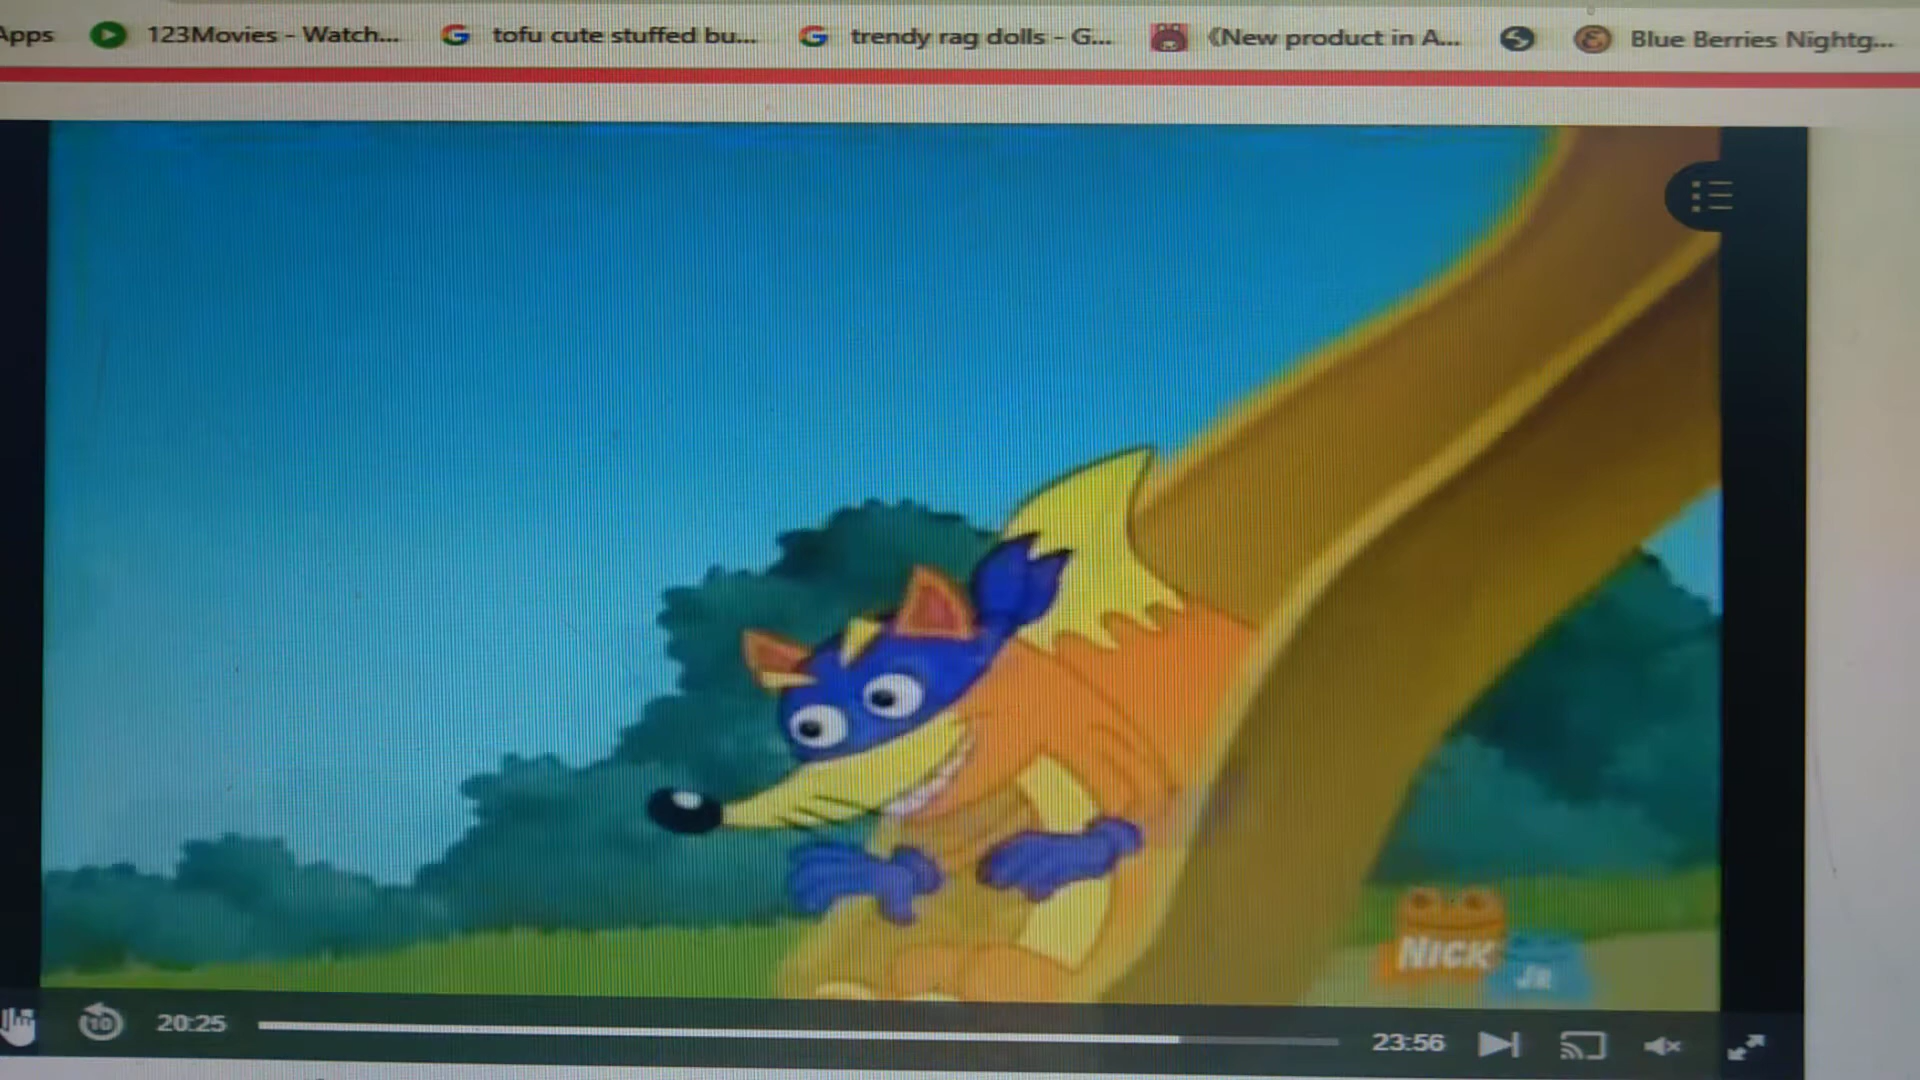 Apps 123Movies - Watch... tofu cute stuffed bu... trendy rag dolls - G... 《New product in A... Blue Berries Nightg...
NICK
JR
10 20:25 23:56